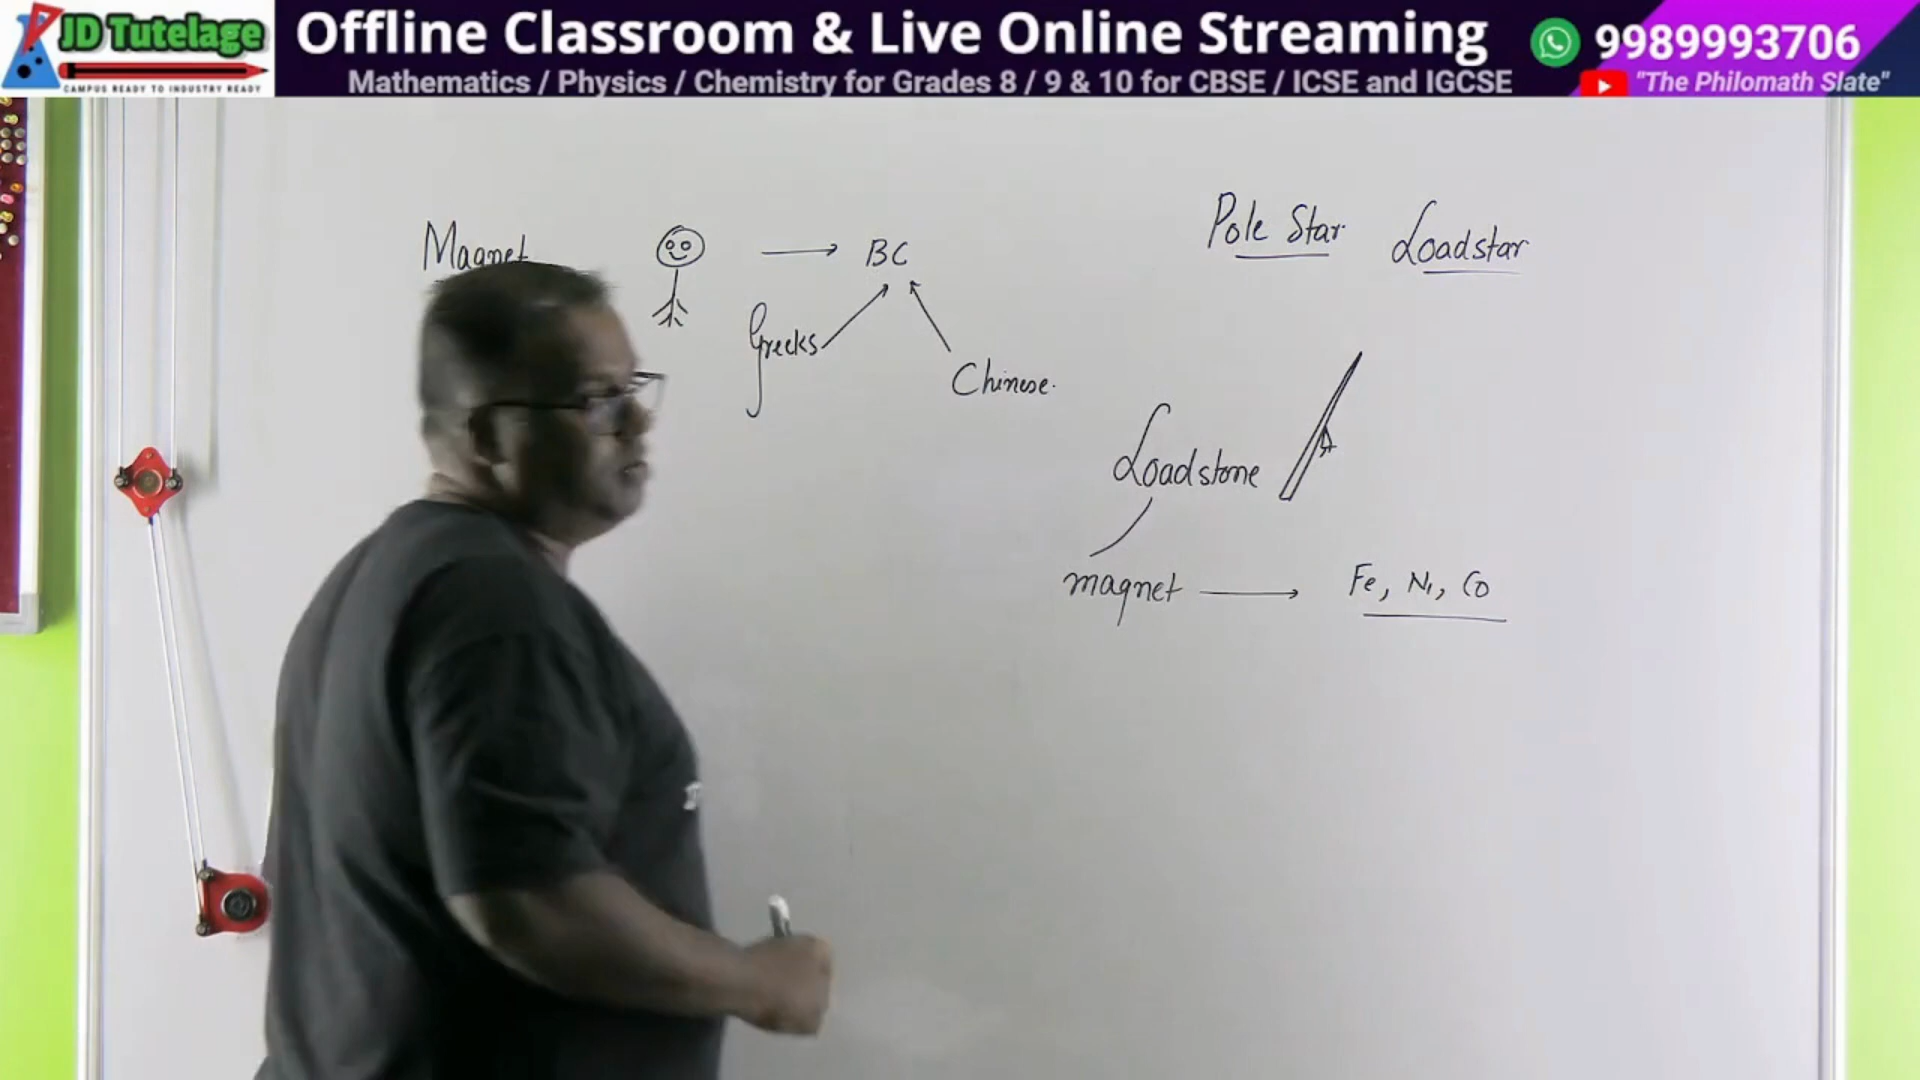 JD Tutelage
CAMPUS READY TO INDUSTRY READY
Offline Classroom & Live Online Streaming
Mathematics / Physics / Chemistry for Grades 8 / 9 & 10 for CBSE / ICSE and IGCSE
9989993706
"The Philomath Slate"
Magnet
BC
Greeks
Chinese.
Pole Star
Loadstar
Loadstone
magnet
Fe, Ni, Co